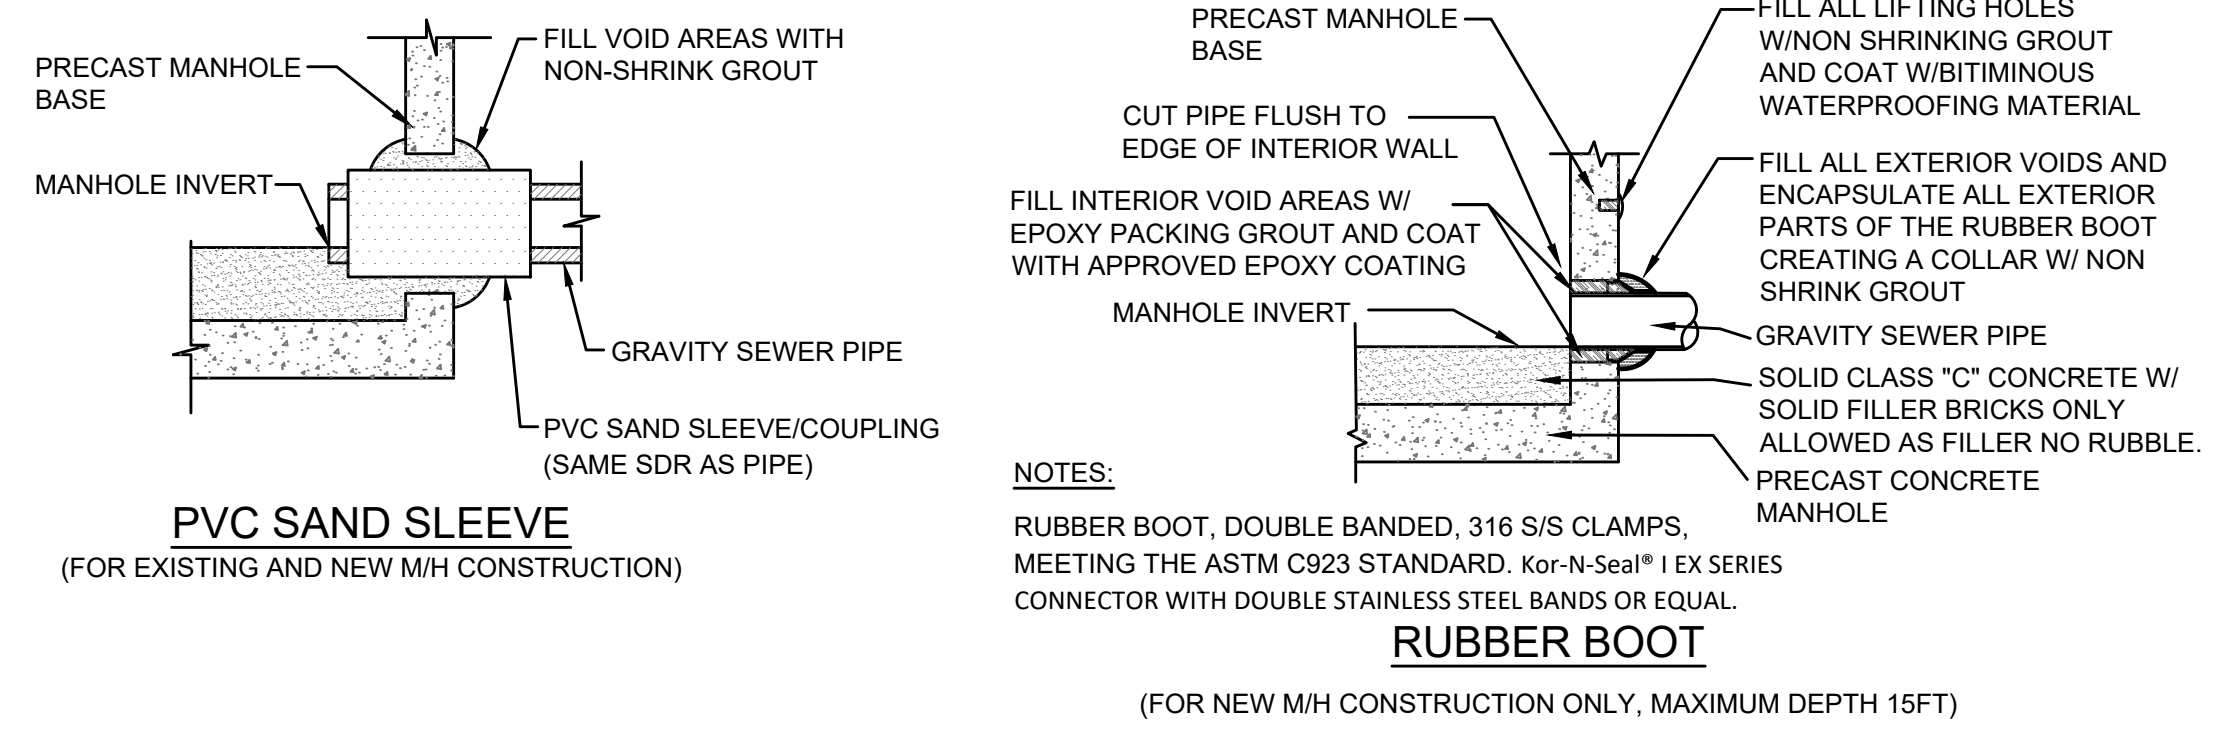 FILL VOID AREAS WITH
NON-SHRINK GROUT
PRECAST MANHOLE
BASE
MANHOLE INVERT
GRAVITY SEWER PIPE
PVC SAND SLEEVE/COUPLING
(SAME SDR AS PIPE)
PVC SAND SLEEVE
(FOR EXISTING AND NEW M/H CONSTRUCTION)
PRECAST MANHOLE
BASE
CUT PIPE FLUSH TO
EDGE OF INTERIOR WALL
FILL INTERIOR VOID AREAS W/
EPOXY PACKING GROUT AND COAT
WITH APPROVED EPOXY COATING
MANHOLE INVERT
FILL ALL LIFTING HOLES
W/NON SHRINKING GROUT
AND COAT W/BITIMINOUS
WATERPROOFING MATERIAL
FILL ALL EXTERIOR VOIDS AND
ENCAPSULATE ALL EXTERIOR
PARTS OF THE RUBBER BOOT
CREATING A COLLAR W/ NON
SHRINK GROUT
GRAVITY SEWER PIPE
SOLID CLASS "C" CONCRETE W/
SOLID FILLER BRICKS ONLY
ALLOWED AS FILLER NO RUBBLE.
PRECAST CONCRETE
MANHOLE
NOTES:
RUBBER BOOT, DOUBLE BANDED, 316 S/S CLAMPS,
MEETING THE ASTM C923 STANDARD. Kor-N-Seal® I EX SERIES
CONNECTOR WITH DOUBLE STAINLESS STEEL BANDS OR EQUAL.
RUBBER BOOT
(FOR NEW M/H CONSTRUCTION ONLY, MAXIMUM DEPTH 15FT)